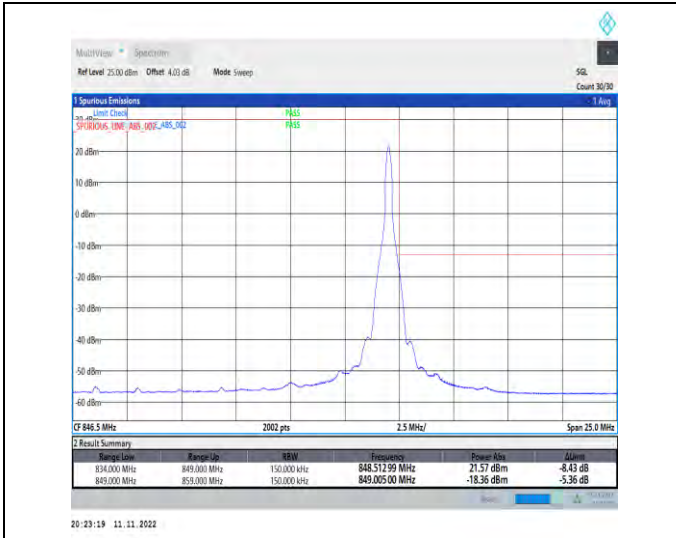 MultiView Spectrum
Ref Level 25.00 dBm Offset 4.03 dB Mode Sweep SGL
Count 30/30
1 Spurious Emissions 1 Avg
Limit Check PASS
SPURIOUS_LINE_ABS_002 PASS
20 dBm
10 dBm
0 dBm
-10 dBm
-20 dBm
-30 dBm
-40 dBm
-50 dBm
-60 dBm
CF 846.5 MHz 2002 pts 2.5 MHz/ Span 25.0 MHz
2 Result Summary
Range Low Range Up RBW Frequency Power Abs ΔLimit
834.000 MHz 849.000 MHz 150.000 kHz 848.51299 MHz 21.57 dBm -8.43 dB
849.000 MHz 859.000 MHz 150.000 kHz 849.00500 MHz -18.36 dBm -5.36 dB
20:23:19 11.11.2022